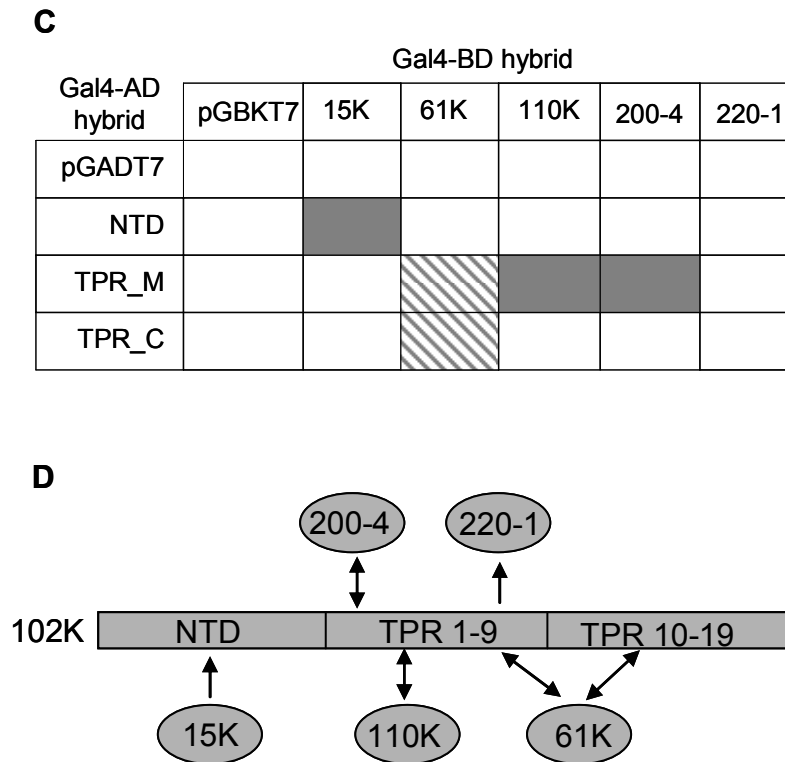 C
Gal4-BD hybrid
Gal4-AD
hybrid
pGBKT7 15K 61K 110K 200-4 220-1
pGADT7
NTD
TPR_M
TPR_C
D
200-4 220-1
102K NTD TPR 1-9 TPR 10-19
15K 110K 61K